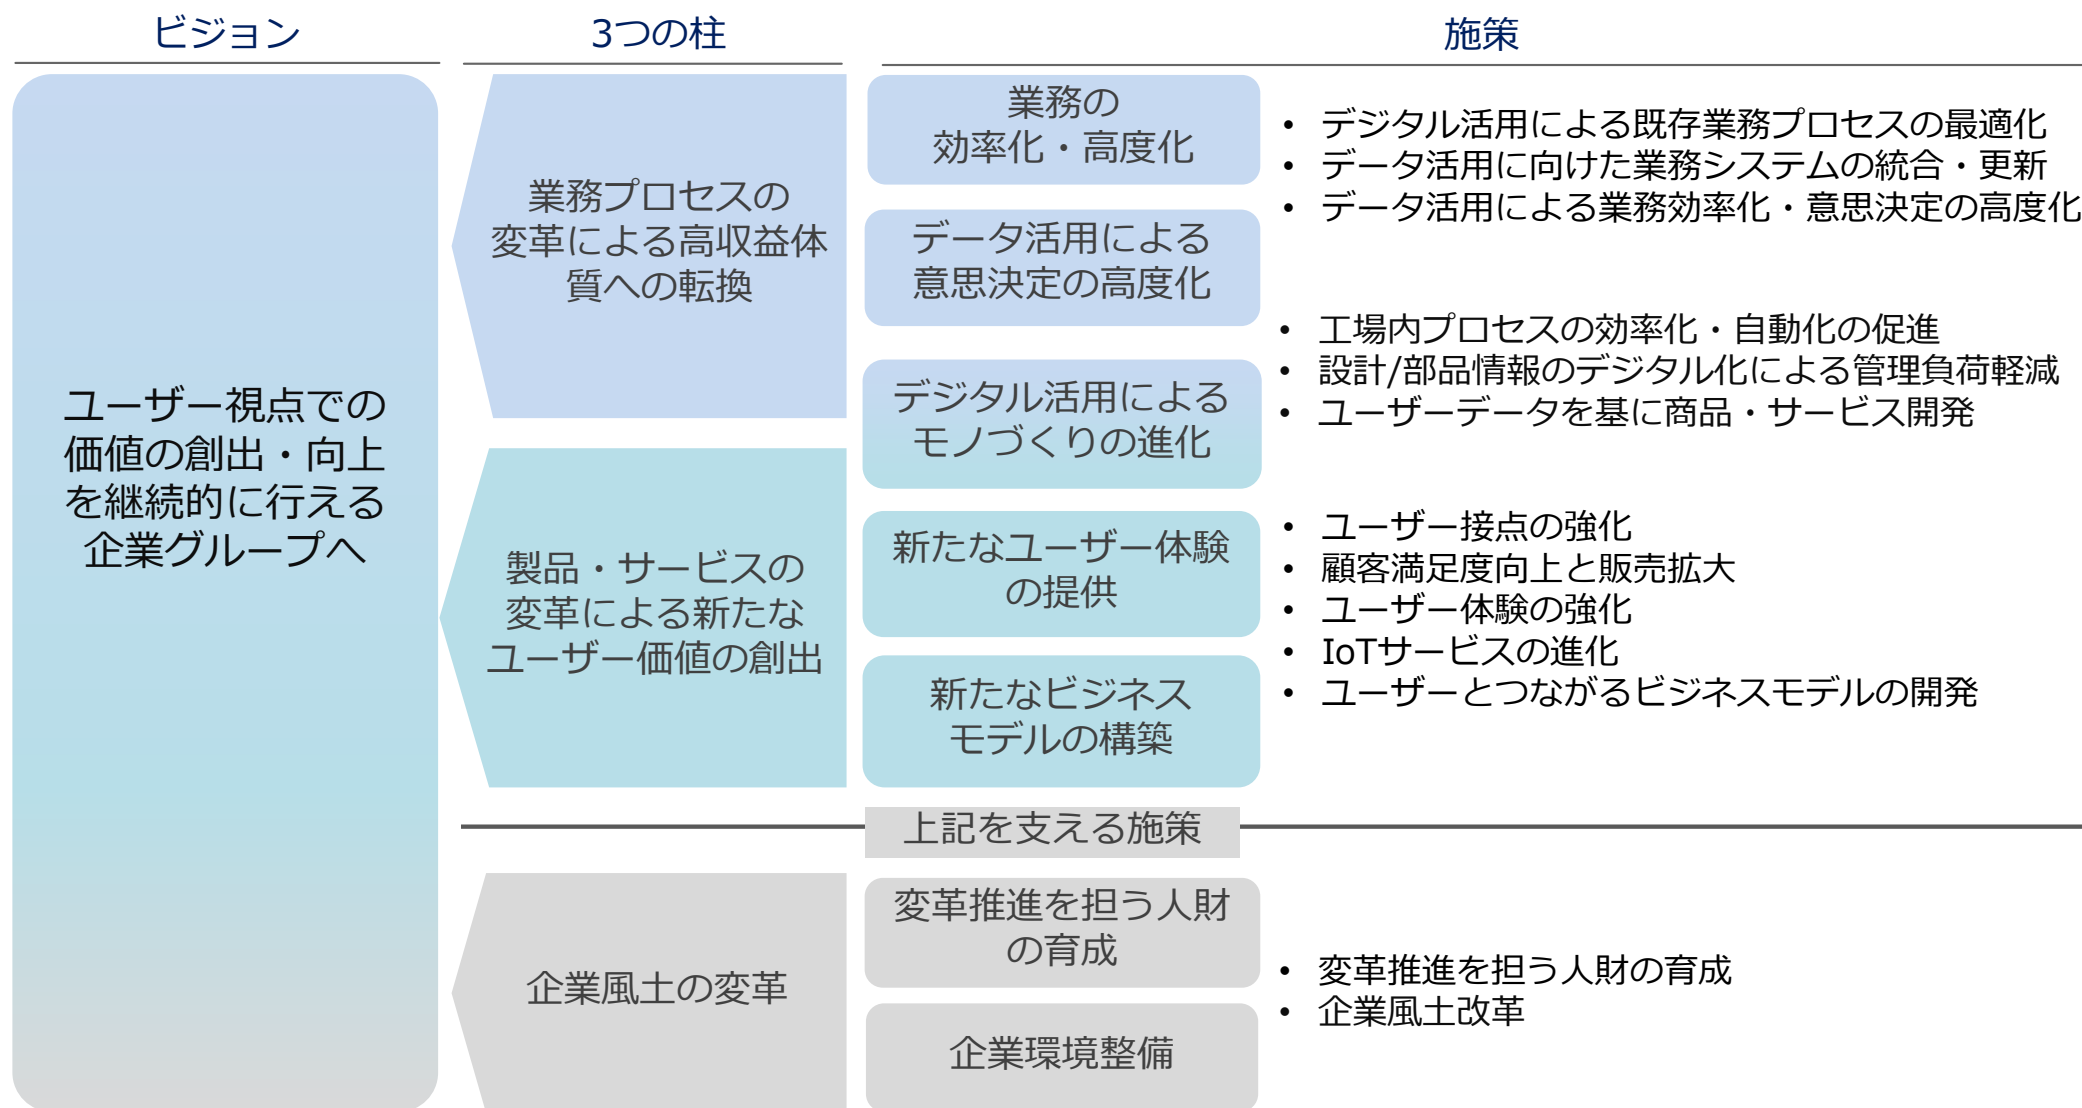 ビジョン
3つの柱
施策
ユーザー視点での
価値の創出・向上
を継続的に行える
企業グループへ
業務プロセスの
変革による高収益体
質への転換
業務の
効率化・高度化
データ活用による
意思決定の高度化
• デジタル活用による既存業務プロセスの最適化
• データ活用に向けた業務システムの統合・更新
• データ活用による業務効率化・意思決定の高度化
デジタル活用による
モノづくりの進化
• 工場内プロセスの効率化・自動化の促進
• 設計/部品情報のデジタル化による管理負荷軽減
• ユーザーデータを基に商品・サービス開発
製品・サービスの
変革による新たな
ユーザー価値の創出
新たなユーザー体験
の提供
新たなビジネス
モデルの構築
• ユーザー接点の強化
• 顧客満足度向上と販売拡大
• ユーザー体験の強化
• IoTサービスの進化
• ユーザーとつながるビジネスモデルの開発
上記を支える施策
企業風土の変革
変革推進を担う人財
の育成
企業環境整備
• 変革推進を担う人財の育成
• 企業風土改革